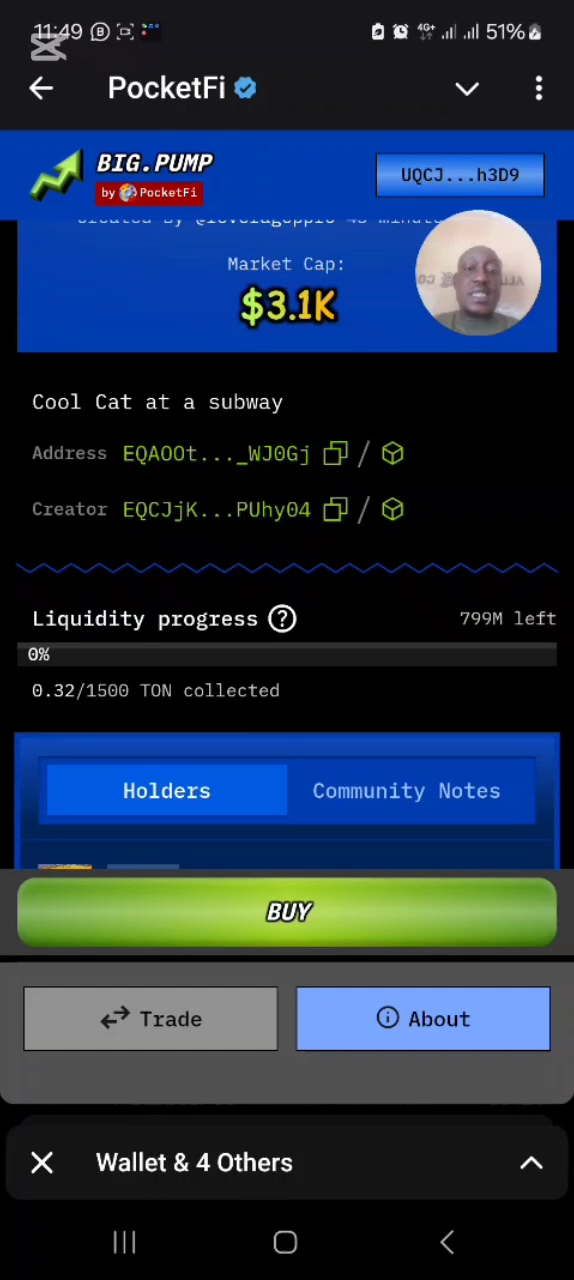 11:49 4G+ 51%
PocketFi
BIG.PUMP
by PocketFi
UQCJ...h3D9
Market Cap:
$3.1K
Cool Cat at a subway
Address EQAOOt..._WJ0Gj /
Creator EQCJjK...PUhy04 /
Liquidity progress ? 799M left
0%
0.32/1500 TON collected
Holders Community Notes
BUY
Trade About
Wallet & 4 Others